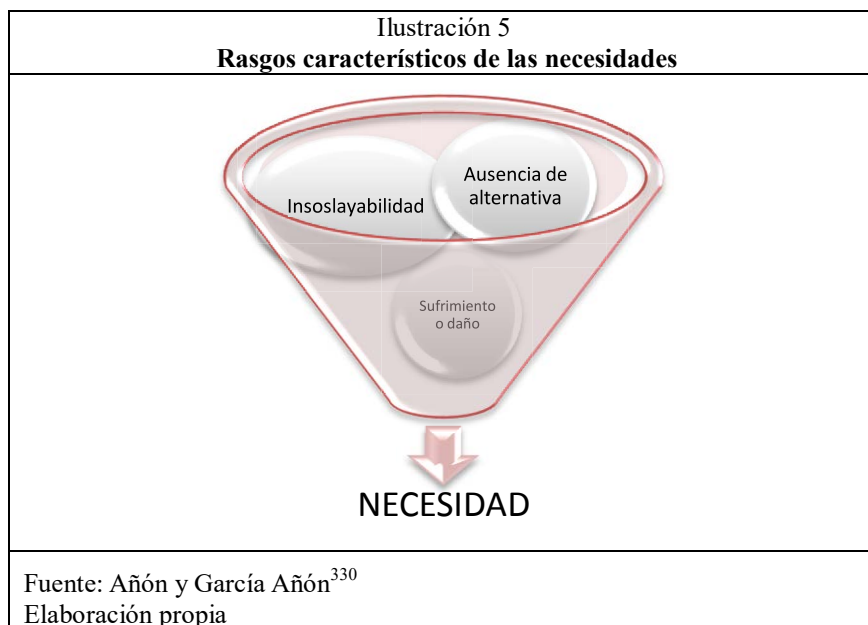 Ilustración 5
Rasgos característicos de las necesidades
Insoslayabilidad
Ausencia de
alternativa
Sufrimiento
o daño
NECESIDAD
Fuente: Añón y García Añón330
Elaboración propia